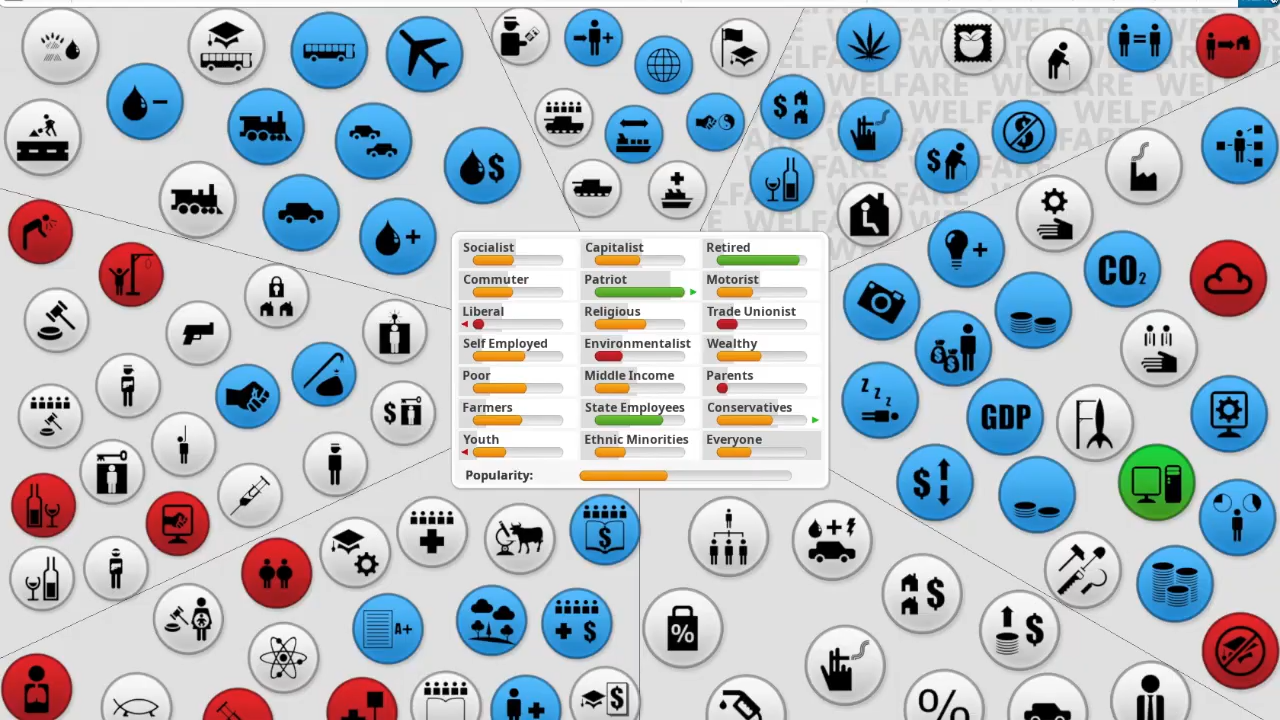 WELFARE WELFARE WELFARE
Socialist Capitalist Retired
Commuter Patriot Motorist
Liberal Religious Trade Unionist
Self Employed Environmentalist Wealthy
Poor Middle Income Parents
Farmers State Employees Conservatives
Youth Ethnic Minorities Everyone
Popularity:
CO₂
GDP
Z Z Z
A+
%
%